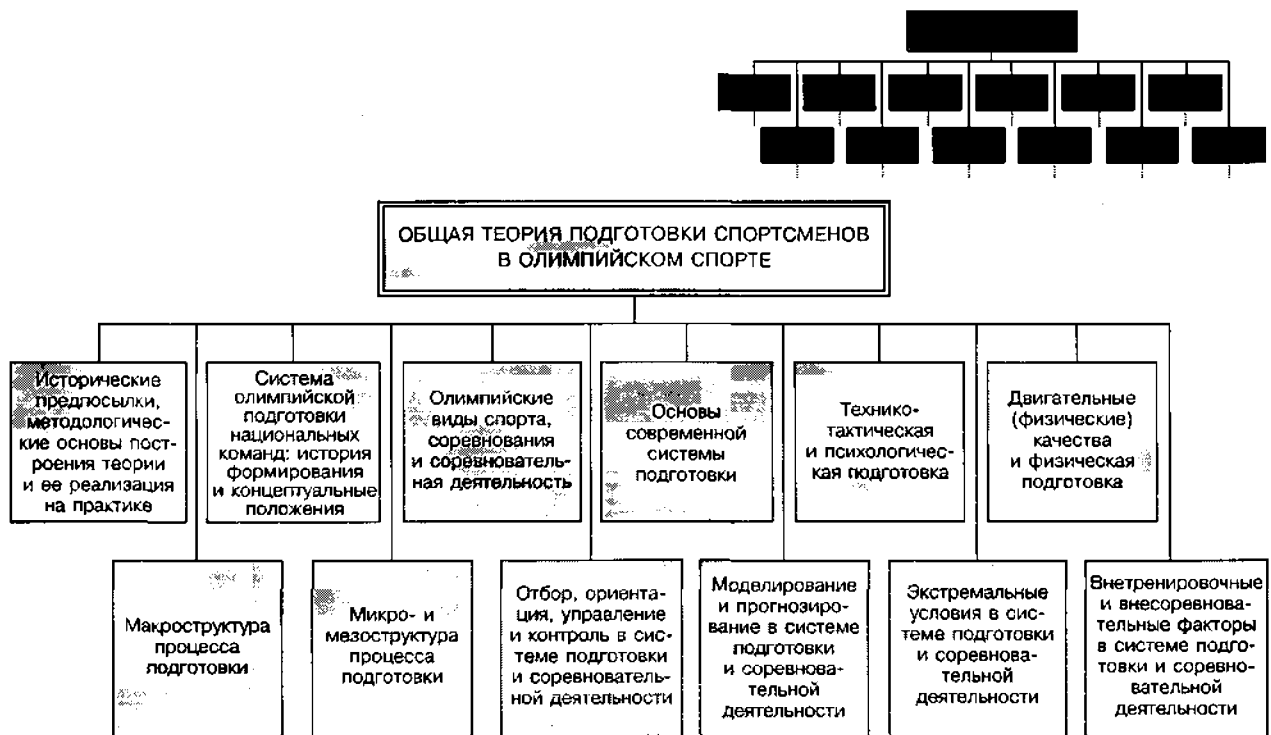 ОБЩАЯ ТЕОРИЯ ПОДГОТОВКИ СПОРТСМЕНОВ
В ОЛИМПИЙСКОМ СПОРТЕ
Исторические
предпосылки,
методологичес-
кие основы пост-
роения теории
и ее реализация
на практике
Система
олимпийской
подготовки
национальных
команд: история
формирования
и концептуальные
положения
Олимпийские
виды спорта,
соревнования
и соревнователь-
ная деятельность
Основы
современной
системы
подготовки
Технико-
тактическая
и психологичес-
кая подготовка
Двигательные
(физические)
качества
и физическая
подготовка
Макроструктура
процесса
подготовки
Микро- и
мезоструктура
процесса
подготовки
Отбор, ориента-
ция, управление
и контроль в сис-
теме подготовки
и соревнователь-
ной деятельности
Моделирование
и прогнозиро-
вание в системе
подготовки
и соревнова-
тельной
деятельности
Экстремальные
условия в сис-
теме подготовки
и соревнова-
тельной
деятельности
Внетренировочные
и внесоревнова-
тельные факторы
в системе подго-
товки и соревно-
вательной
деятельности